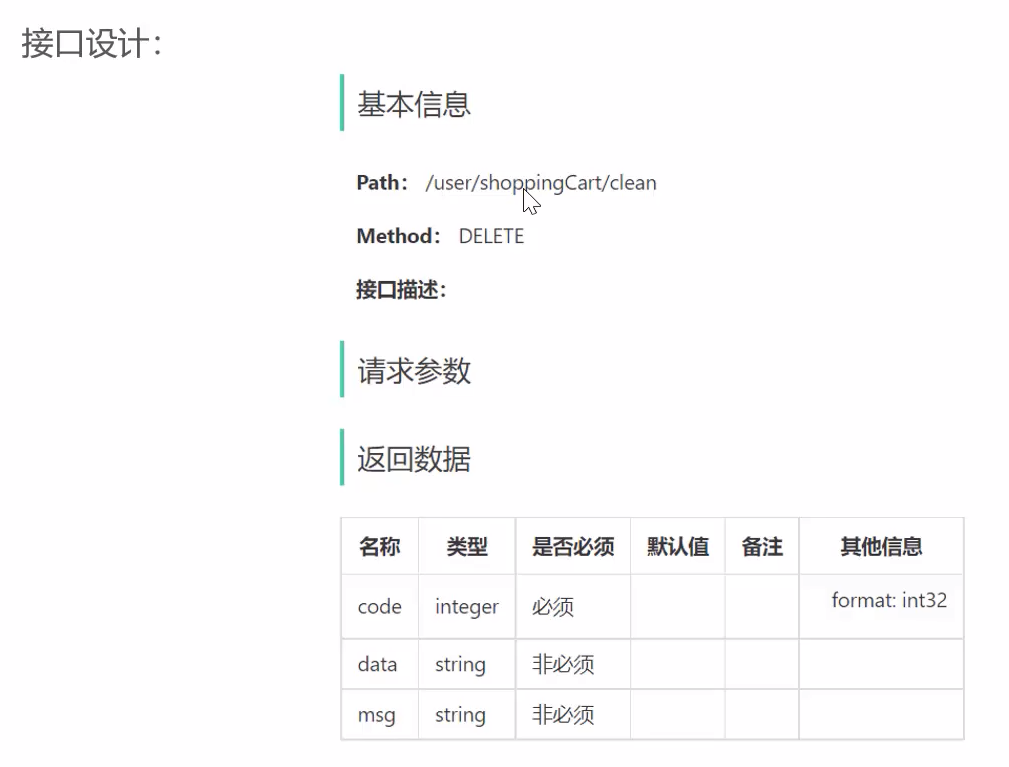 接口设计：
基本信息
Path： /user/shoppingCart/clean
Method： DELETE
接口描述：
请求参数
返回数据
名称 类型 是否必须 默认值 备注 其他信息
code integer 必须 format: int32
data string 非必须
msg string 非必须